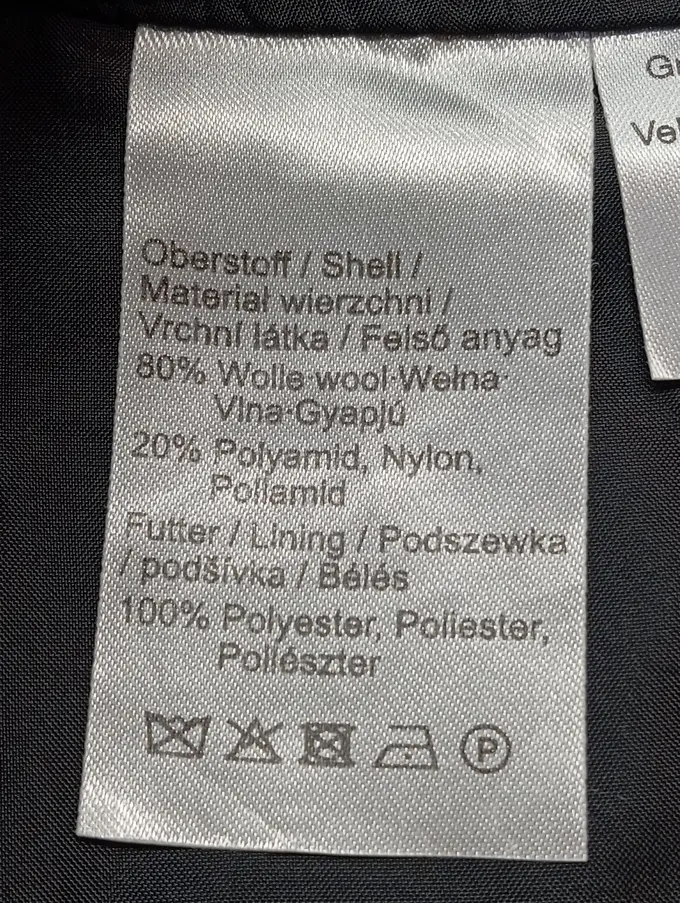 Oberstoff / Shell /
Materiał wierzchni /
Vrchní látka / Felső anyag
80% Wolle·wool·Wełna·
Vlna·Gyapjú
20% Polyamid, Nylon,
Poliamid
Futter / Lining / Podszewka
/ podšívka / Bélés
100% Polyester, Poliester,
Poliészter
P